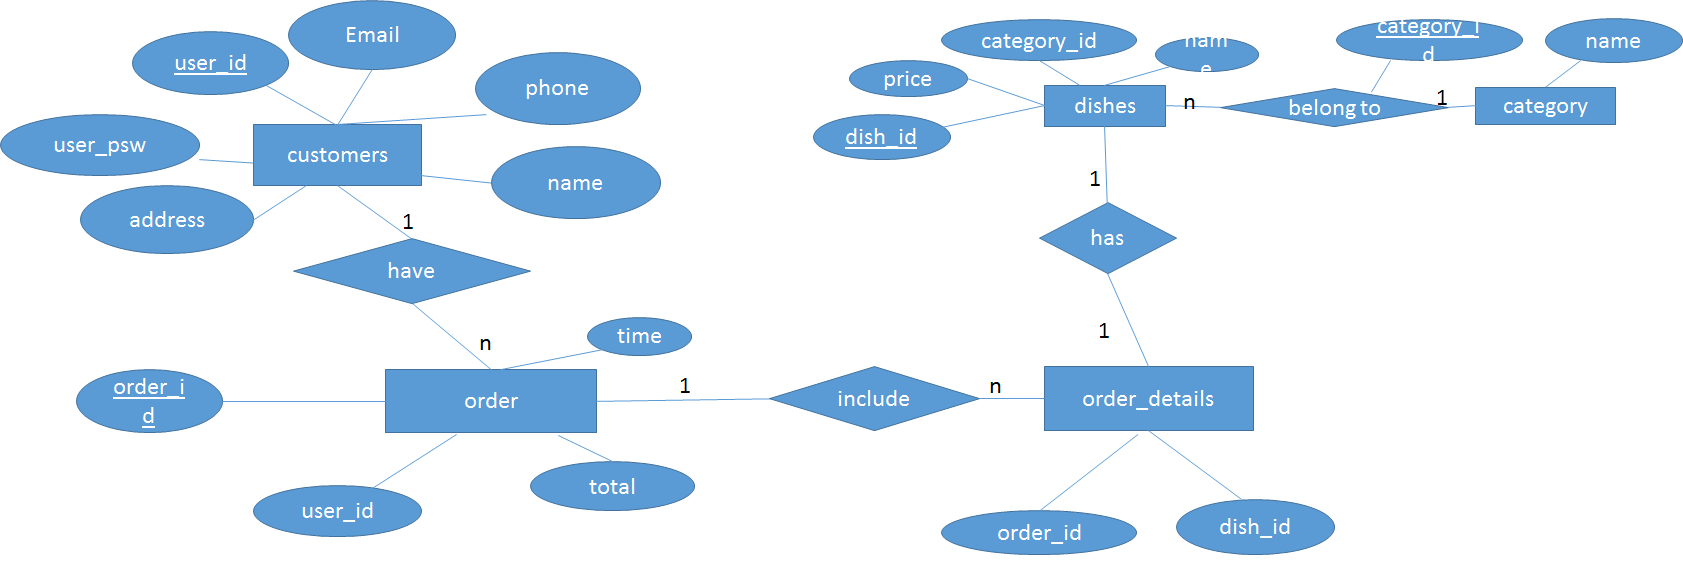 Email
user_id
phone
user_psw
customers
name
address
1
have
n
time
order_i
d
order
1
include
n
order_details
user_id
total
order_id
dish_id
category_id
nam
e
category_i
d
name
price
dishes
n
belong to
1
category
dish_id
1
has
1